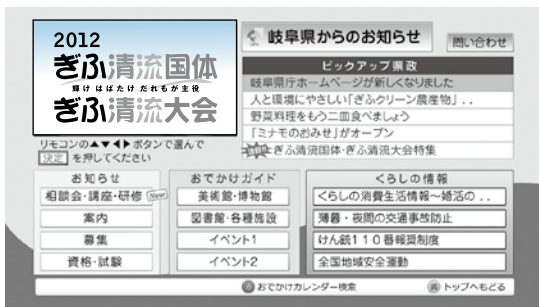 2012
ぎふ清流国体
輝け はばたけ だれもが主役
ぎふ清流大会
リモコンの▲▼◀▶ボタンで選んで
決定 を押してください
岐阜県からのお知らせ
問い合わせ
ピックアップ県政
岐阜県庁ホームページが新しくなりました
人と環境にやさしい「ぎふクリーン農産物」. .
野菜料理をもう二皿食べましょう
「ミナモのおみせ」がオープン
ぎふ清流国体・ぎふ清流大会特集
お知らせ
相談会・講座・研修 New
案内
募集
資格・試験
おでかけガイド
美術館・博物館
図書館・各種施設
イベント1
イベント2
くらしの情報
くらしの消費生活情報～婚活の . .
薄暮・夜間の交通事故防止
けん銃110番報奨制度
全国地域安全運動
おでかけカレンダー検索
トップへもどる